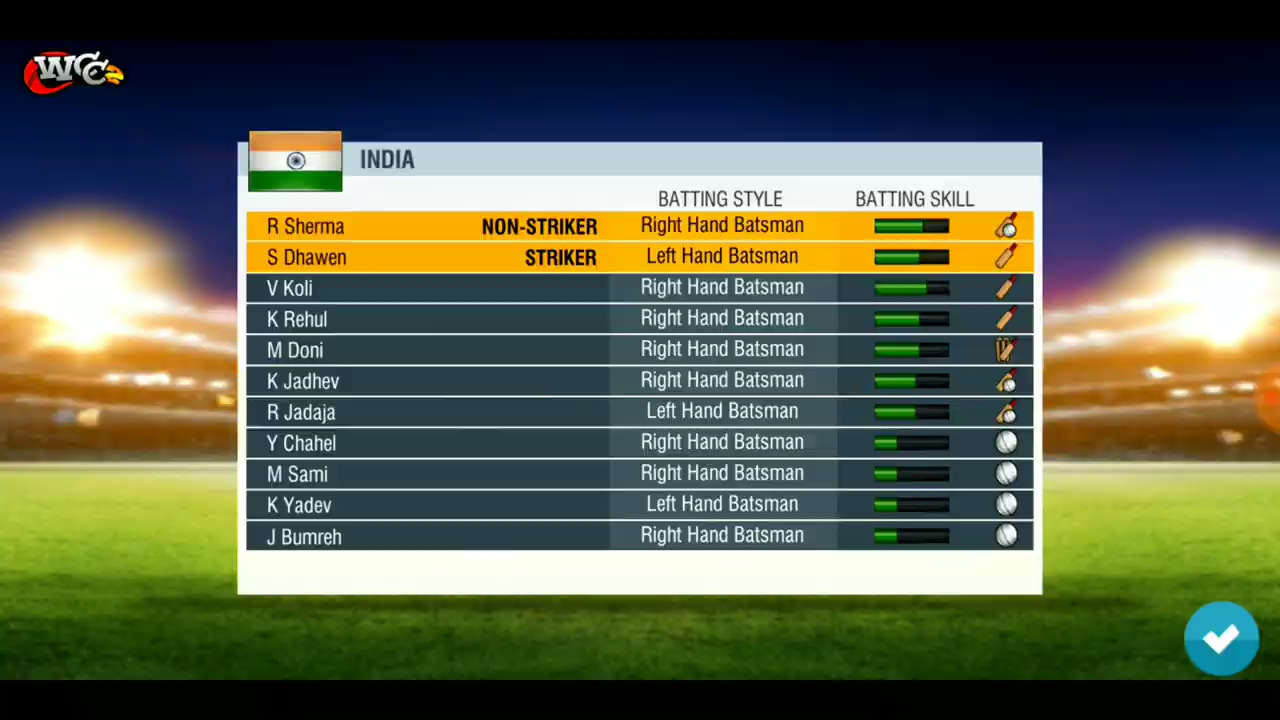 WCC
INDIA
BATTING STYLE BATTING SKILL
R Sherma NON-STRIKER Right Hand Batsman
S Dhawen STRIKER Left Hand Batsman
V Koli Right Hand Batsman
K Rehul Right Hand Batsman
M Doni Right Hand Batsman
K Jadhev Right Hand Batsman
R Jadaja Left Hand Batsman
Y Chahel Right Hand Batsman
M Sami Right Hand Batsman
K Yadev Left Hand Batsman
J Bumreh Right Hand Batsman